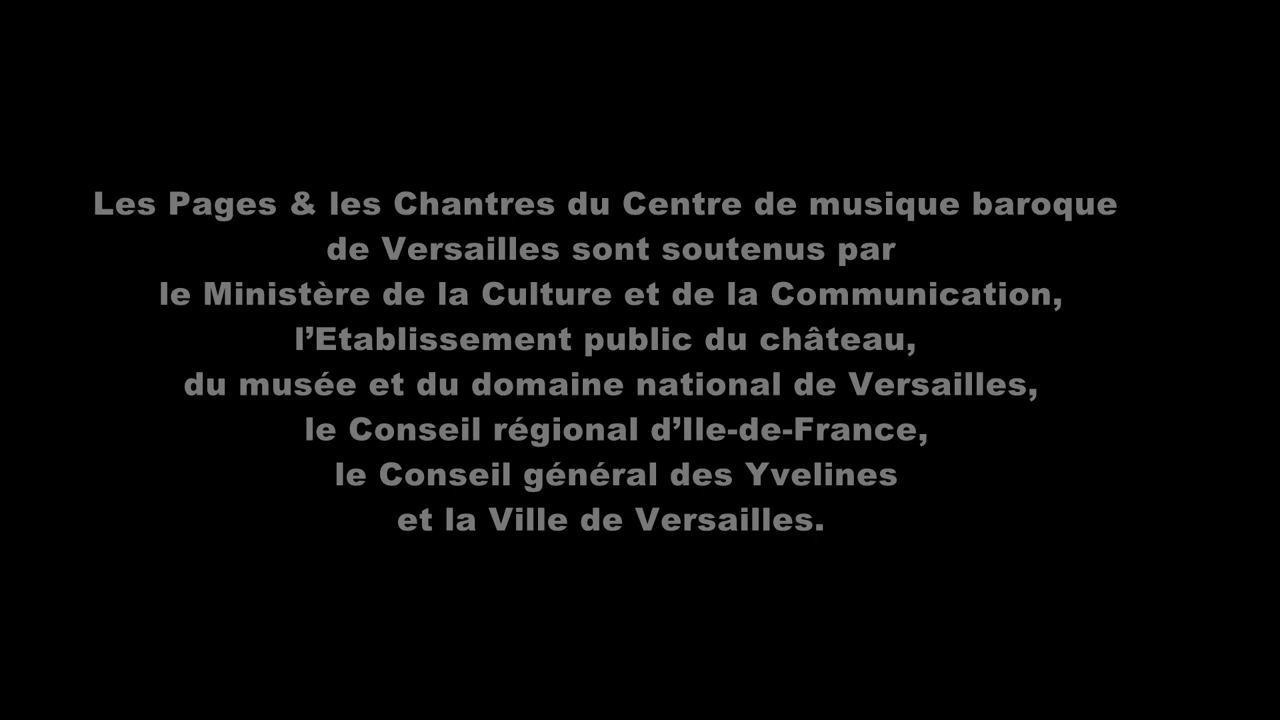 Les Pages & les Chantres du Centre de musique baroque
de Versailles sont soutenus par
le Ministère de la Culture et de la Communication,
l’Etablissement public du château,
du musée et du domaine national de Versailles,
le Conseil régional d’Ile-de-France,
le Conseil général des Yvelines
et la Ville de Versailles.